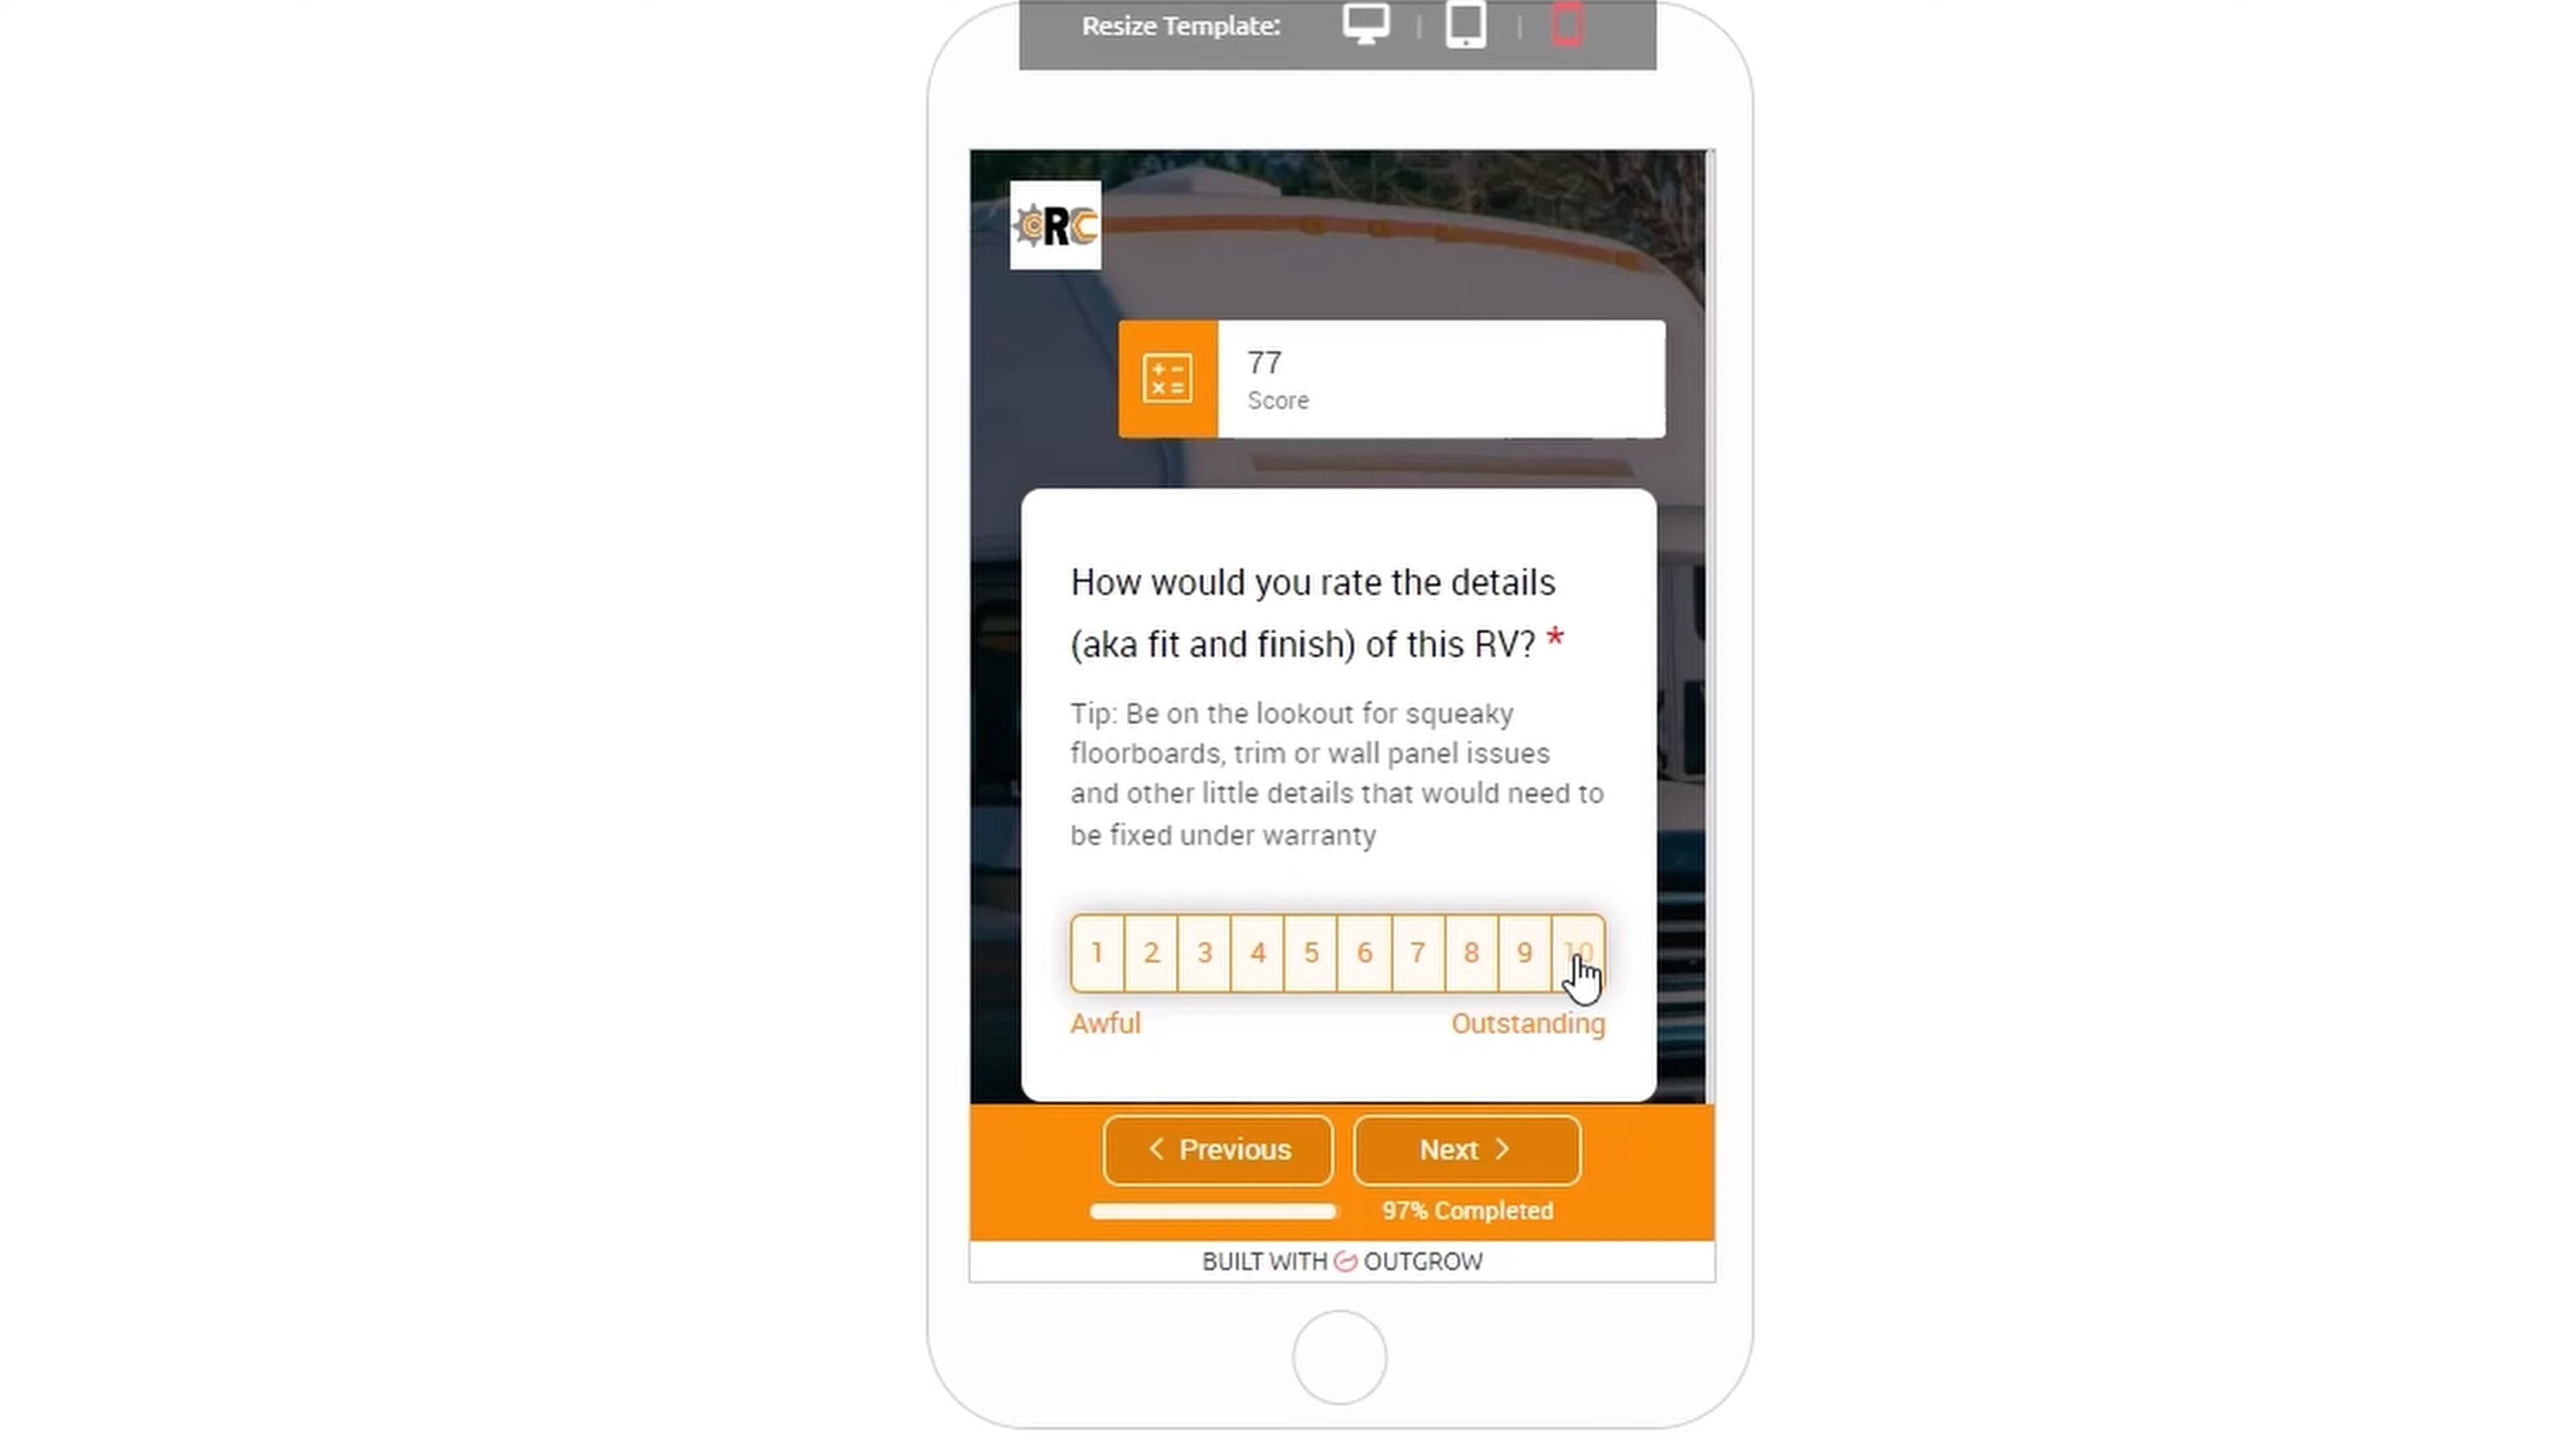 Resize Template:
CRC
77
Score
How would you rate the details
(aka fit and finish) of this RV? *
Tip: Be on the lookout for squeaky
floorboards, trim or wall panel issues
and other little details that would need to
be fixed under warranty
1 2 3 4 5 6 7 8 9 10
Awful Outstanding
Previous Next
97% Completed
BUILT WITH OUTGROW